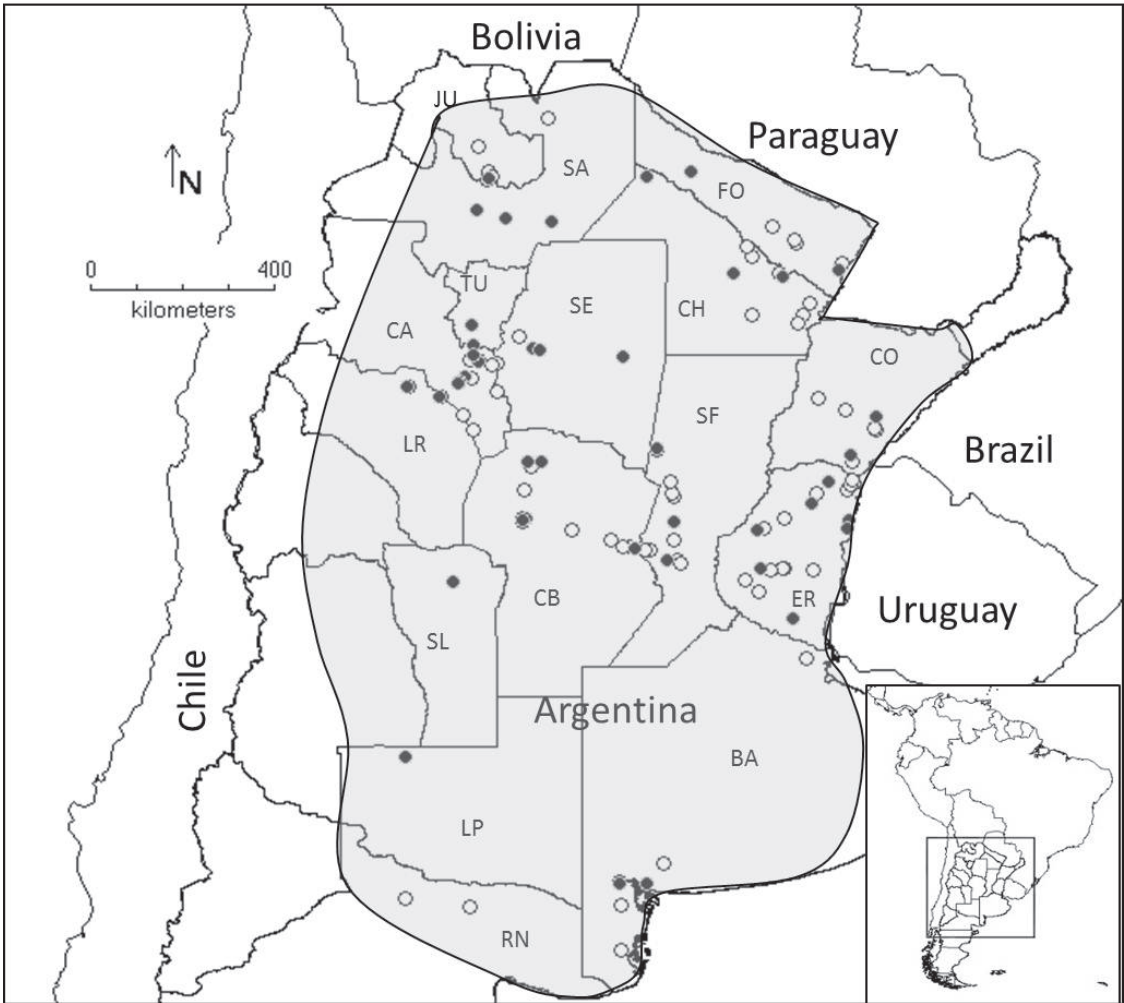 Bolivia
JU
Paraguay
N
SA
FO
0 400
kilometers
TU
SE
CH
CA
CO
SF
LR
Brazil
CB
ER
Uruguay
SL
Chile
Argentina
BA
LP
RN